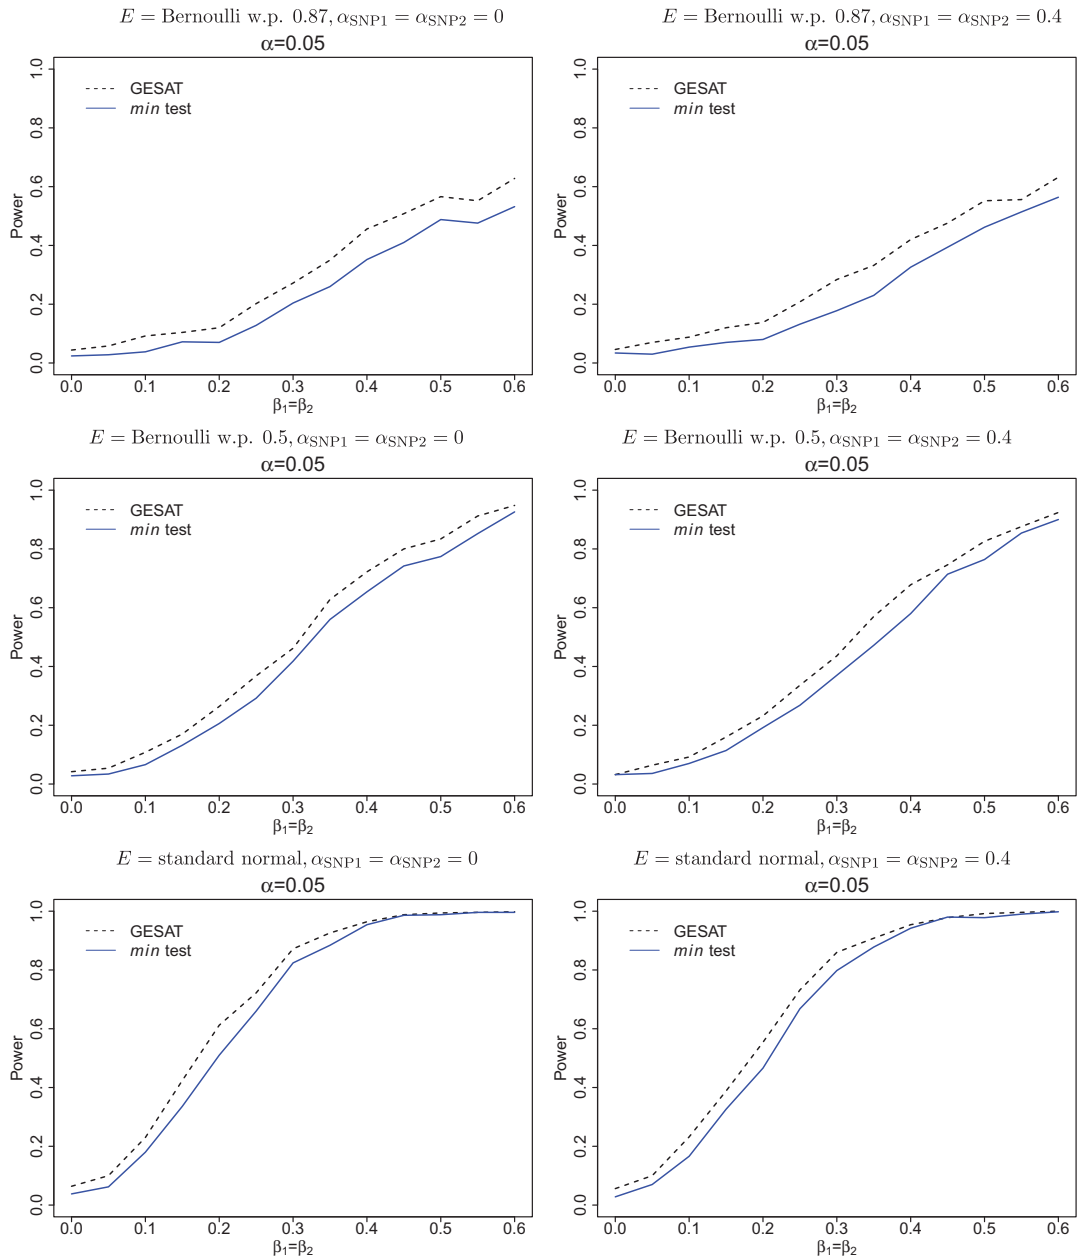 E = Bernoulli w.p. 0.87, α_SNP1 = α_SNP2 = 0
α=0.05
GESAT
min test
Power
0.0 0.2 0.4 0.6 0.8 1.0
0.0 0.1 0.2 0.3 0.4 0.5 0.6
β₁=β₂
E = Bernoulli w.p. 0.87, α_SNP1 = α_SNP2 = 0.4
α=0.05
GESAT
min test
Power
0.0 0.2 0.4 0.6 0.8 1.0
0.0 0.1 0.2 0.3 0.4 0.5 0.6
β₁=β₂
E = Bernoulli w.p. 0.5, α_SNP1 = α_SNP2 = 0
α=0.05
GESAT
min test
Power
0.0 0.2 0.4 0.6 0.8 1.0
0.0 0.1 0.2 0.3 0.4 0.5 0.6
β₁=β₂
E = Bernoulli w.p. 0.5, α_SNP1 = α_SNP2 = 0.4
α=0.05
GESAT
min test
Power
0.0 0.2 0.4 0.6 0.8 1.0
0.0 0.1 0.2 0.3 0.4 0.5 0.6
β₁=β₂
E = standard normal, α_SNP1 = α_SNP2 = 0
α=0.05
GESAT
min test
Power
0.0 0.2 0.4 0.6 0.8 1.0
0.0 0.1 0.2 0.3 0.4 0.5 0.6
β₁=β₂
E = standard normal, α_SNP1 = α_SNP2 = 0.4
α=0.05
GESAT
min test
Power
0.0 0.2 0.4 0.6 0.8 1.0
0.0 0.1 0.2 0.3 0.4 0.5 0.6
β₁=β₂